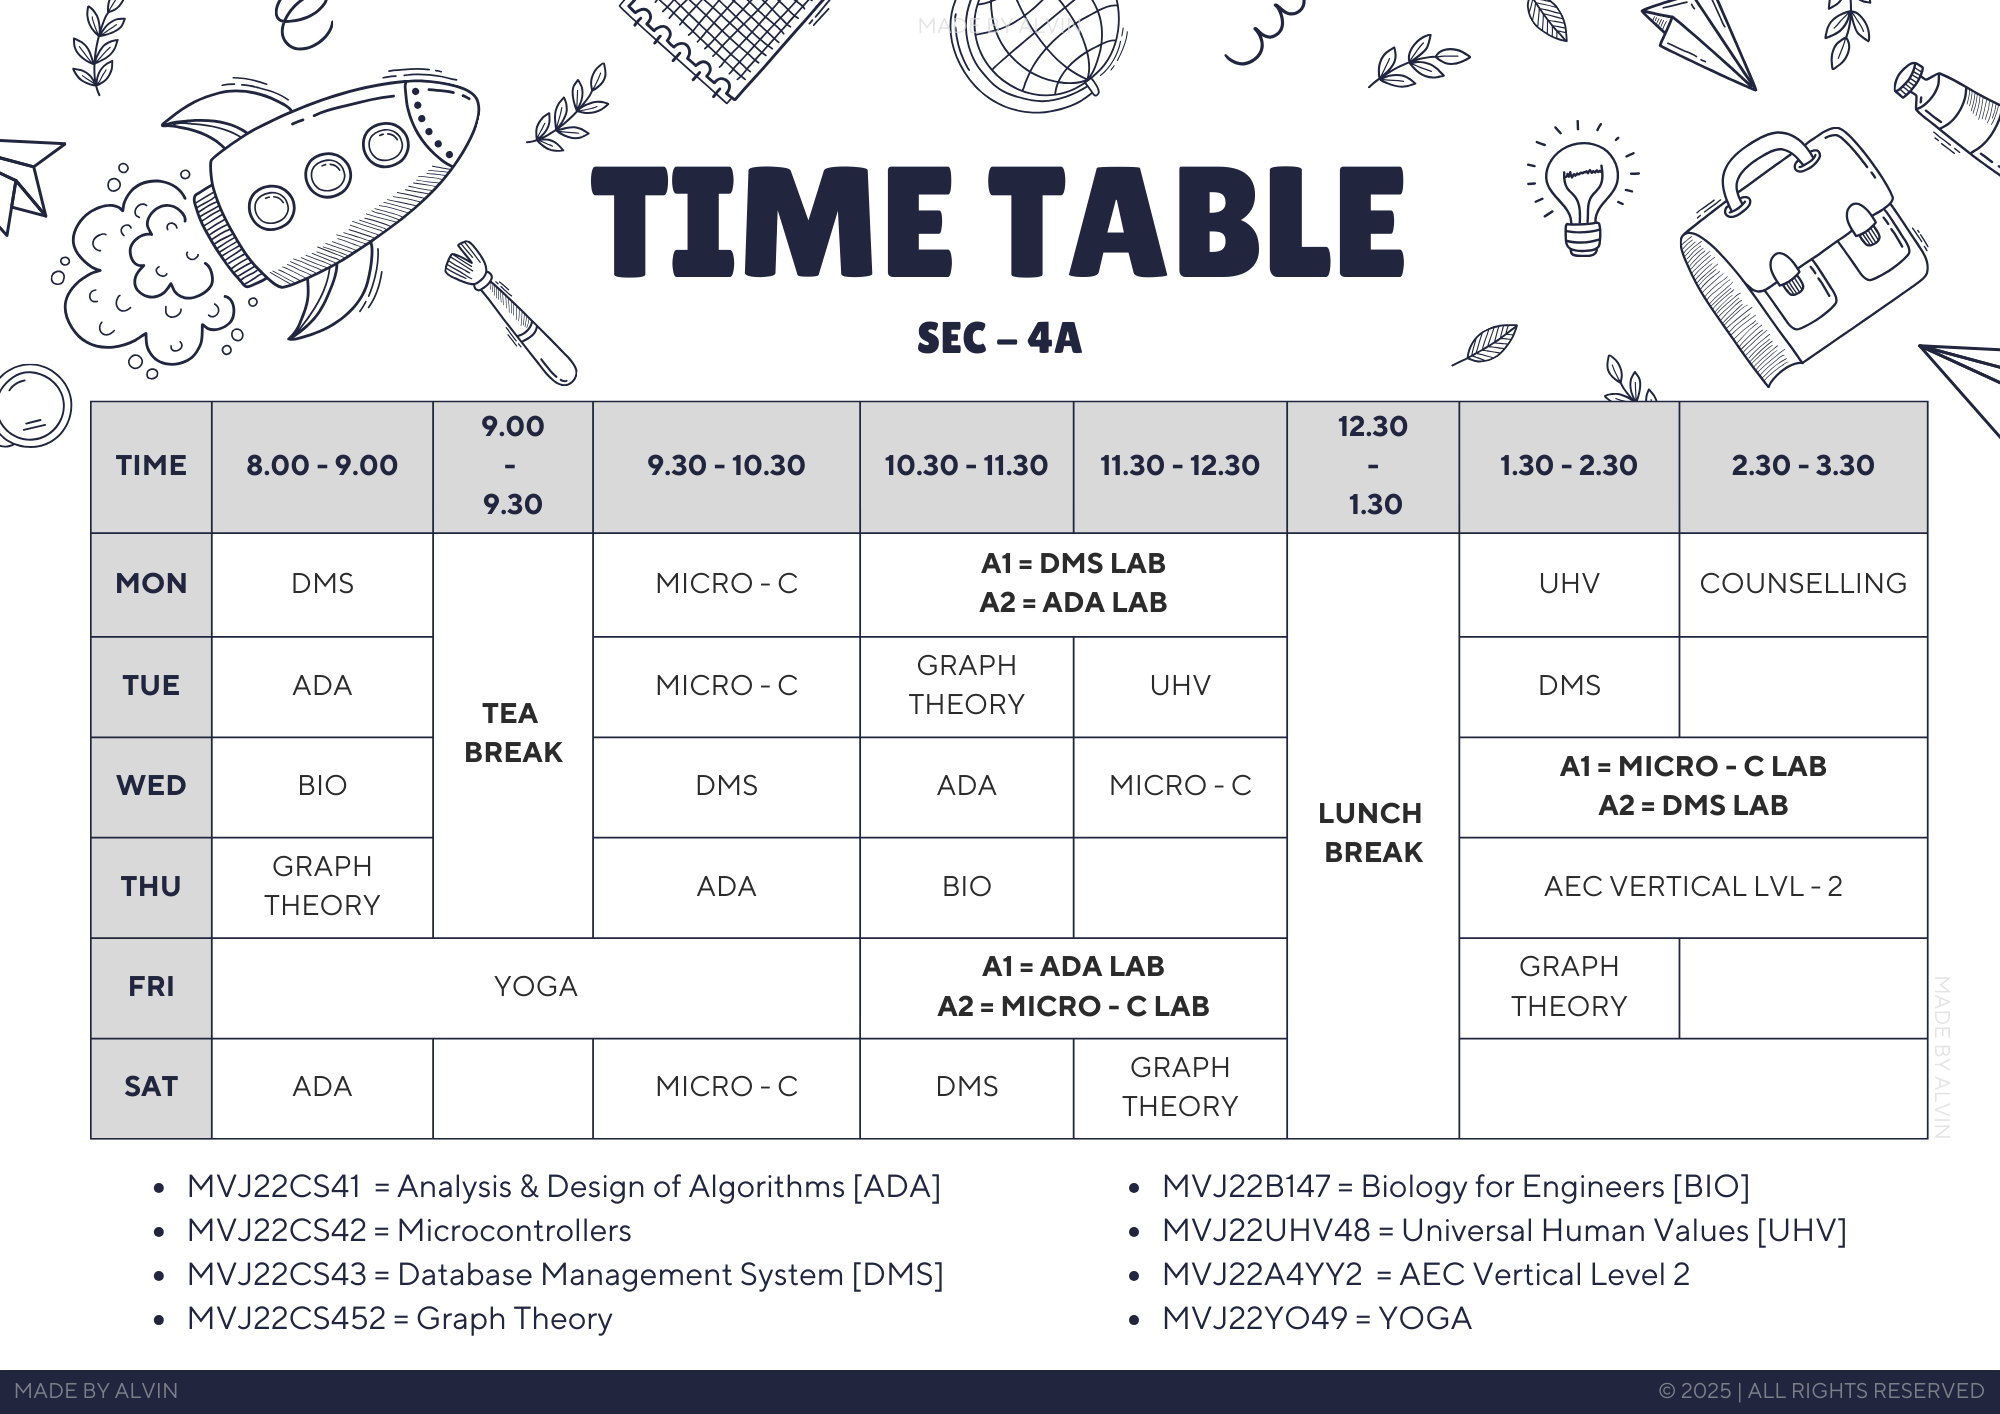 MADE BY ALVIN
TIME TABLE
SEC – 4A
TIME
8.00 - 9.00
9.00
-
9.30
9.30 - 10.30
10.30 - 11.30
11.30 - 12.30
12.30
-
1.30
1.30 - 2.30
2.30 - 3.30
MON
DMS
TEA
BREAK
MICRO - C
A1 = DMS LAB
A2 = ADA LAB
LUNCH
BREAK
UHV
COUNSELLING
TUE
ADA
MICRO - C
GRAPH
THEORY
UHV
DMS
WED
BIO
DMS
ADA
MICRO - C
A1 = MICRO - C LAB
A2 = DMS LAB
THU
GRAPH
THEORY
ADA
BIO
AEC VERTICAL LVL - 2
FRI
YOGA
A1 = ADA LAB
A2 = MICRO - C LAB
GRAPH
THEORY
SAT
ADA
MICRO - C
DMS
GRAPH
THEORY
MADE BY ALVIN
• MVJ22CS41 = Analysis & Design of Algorithms [ADA]
• MVJ22CS42 = Microcontrollers
• MVJ22CS43 = Database Management System [DMS]
• MVJ22CS452 = Graph Theory
• MVJ22B147 = Biology for Engineers [BIO]
• MVJ22UHV48 = Universal Human Values [UHV]
• MVJ22A4YY2 = AEC Vertical Level 2
• MVJ22YO49 = YOGA
MADE BY ALVIN
© 2025 | ALL RIGHTS RESERVED